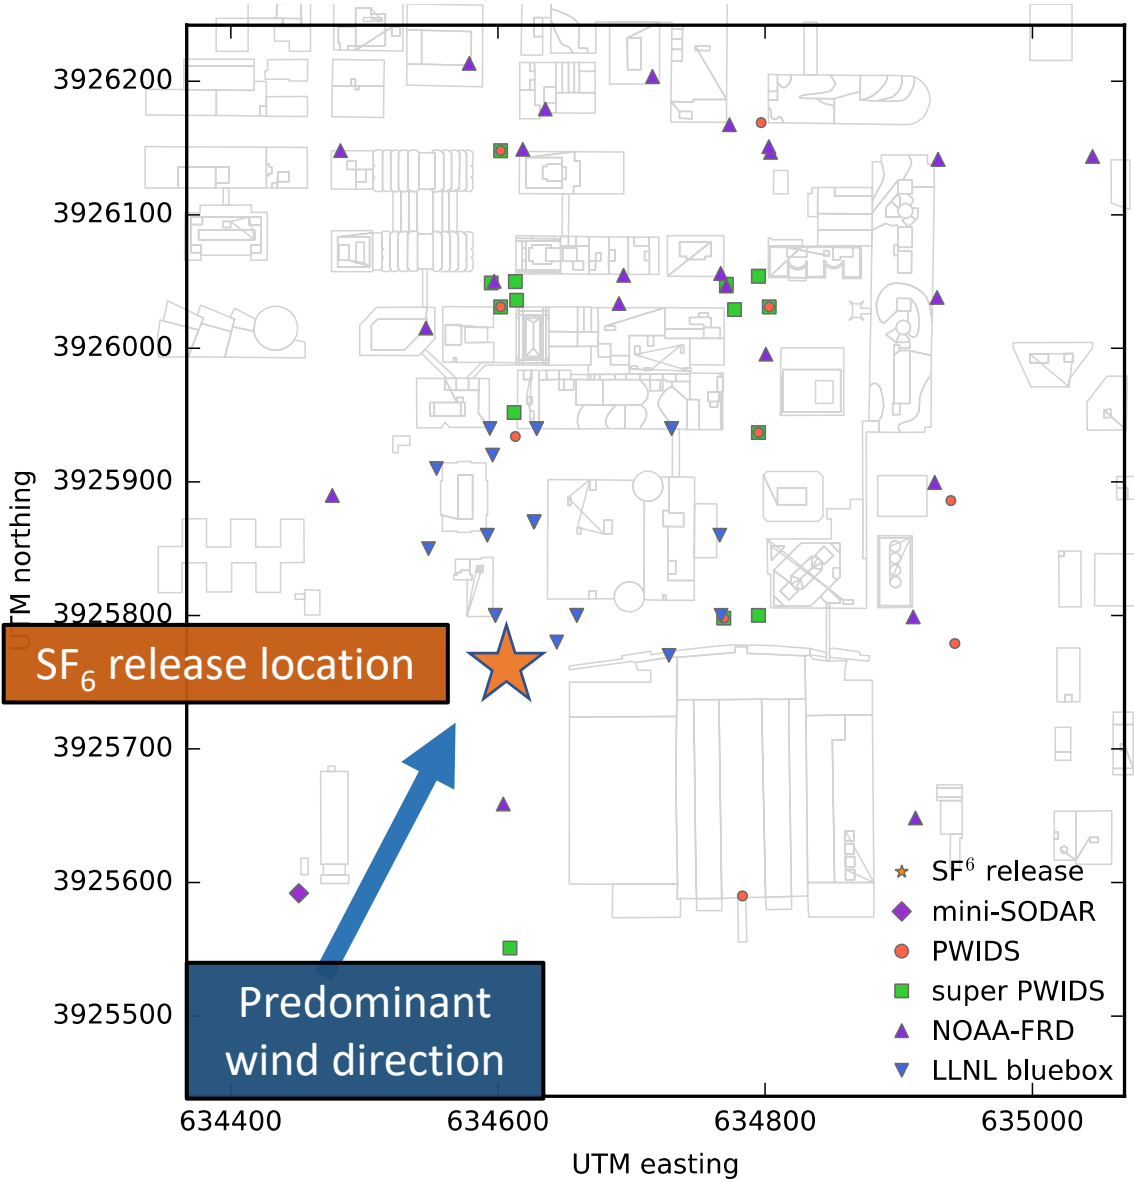 3926200
3926100
3926000
3925900
3925800
3925700
3925600
3925500
UTM northing
SF6 release location
Predominant
wind direction
SF6 release
mini-SODAR
PWIDS
super PWIDS
NOAA-FRD
LLNL bluebox
634400
634600
634800
635000
UTM easting